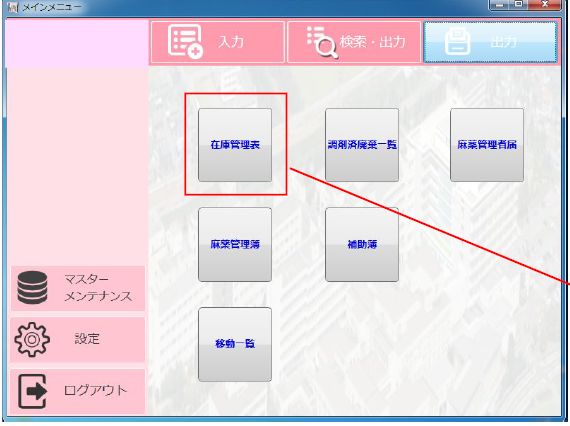 メインメニュー
入力
検索・出力
出力
在庫管理表
調剤済廃棄一覧
麻薬管理者届
麻薬管理簿
補助簿
移動一覧
マスター
メンテナンス
設定
ログアウト